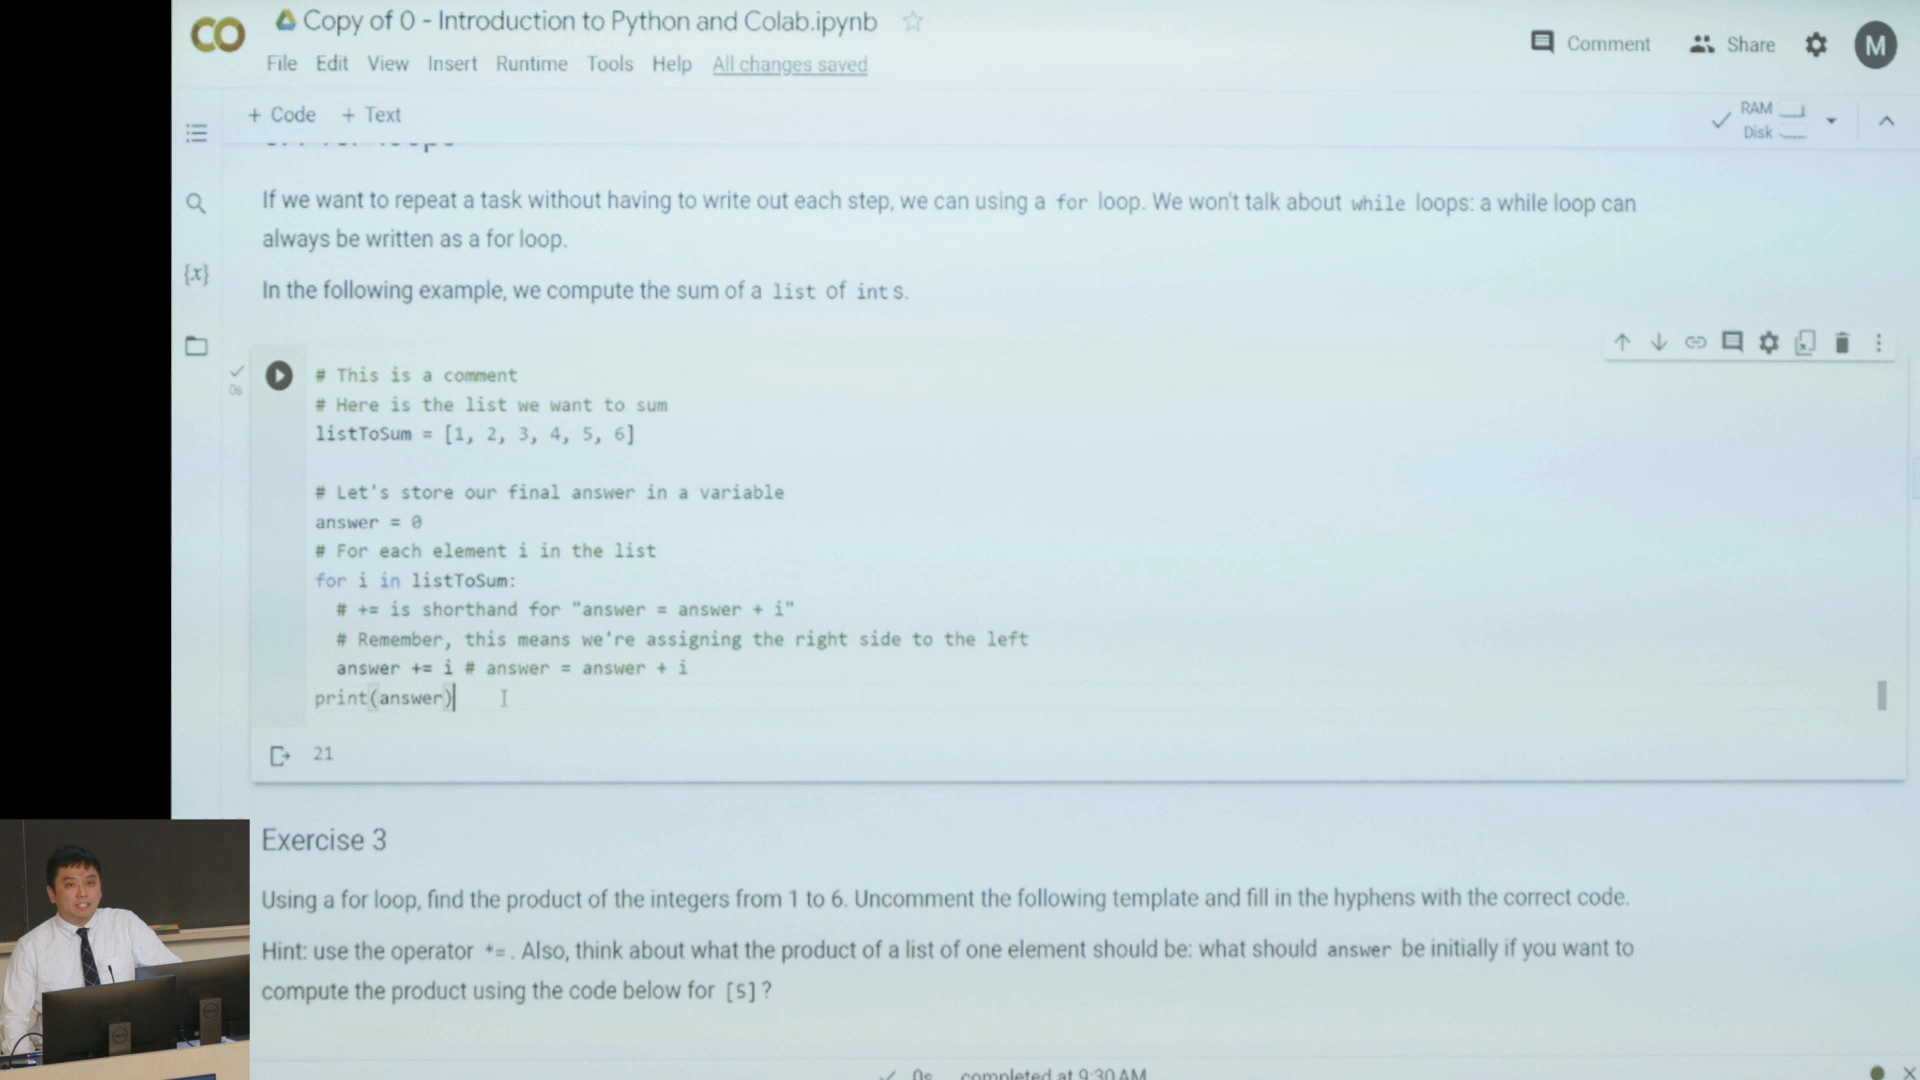 CO
Copy of 0 - Introduction to Python and Colab.ipynb
File Edit View Insert Runtime Tools Help All changes saved
Comment Share M
+ Code + Text
RAM
Disk
If we want to repeat a task without having to write out each step, we can using a for loop. We won't talk about while loops: a while loop can
always be written as a for loop.
{x}
In the following example, we compute the sum of a list of ints.
0s
# This is a comment
# Here is the list we want to sum
listToSum = [1, 2, 3, 4, 5, 6]
# Let's store our final answer in a variable
answer = 0
# For each element i in the list
for i in listToSum:
# += is shorthand for "answer = answer + i"
# Remember, this means we're assigning the right side to the left
answer += i # answer = answer + i
print(answer)
21
Exercise 3
Using a for loop, find the product of the integers from 1 to 6. Uncomment the following template and fill in the hyphens with the correct code.
Hint: use the operator *=. Also, think about what the product of a list of one element should be: what should answer be initially if you want to
compute the product using the code below for [5]?
0s completed at 9:30 AM